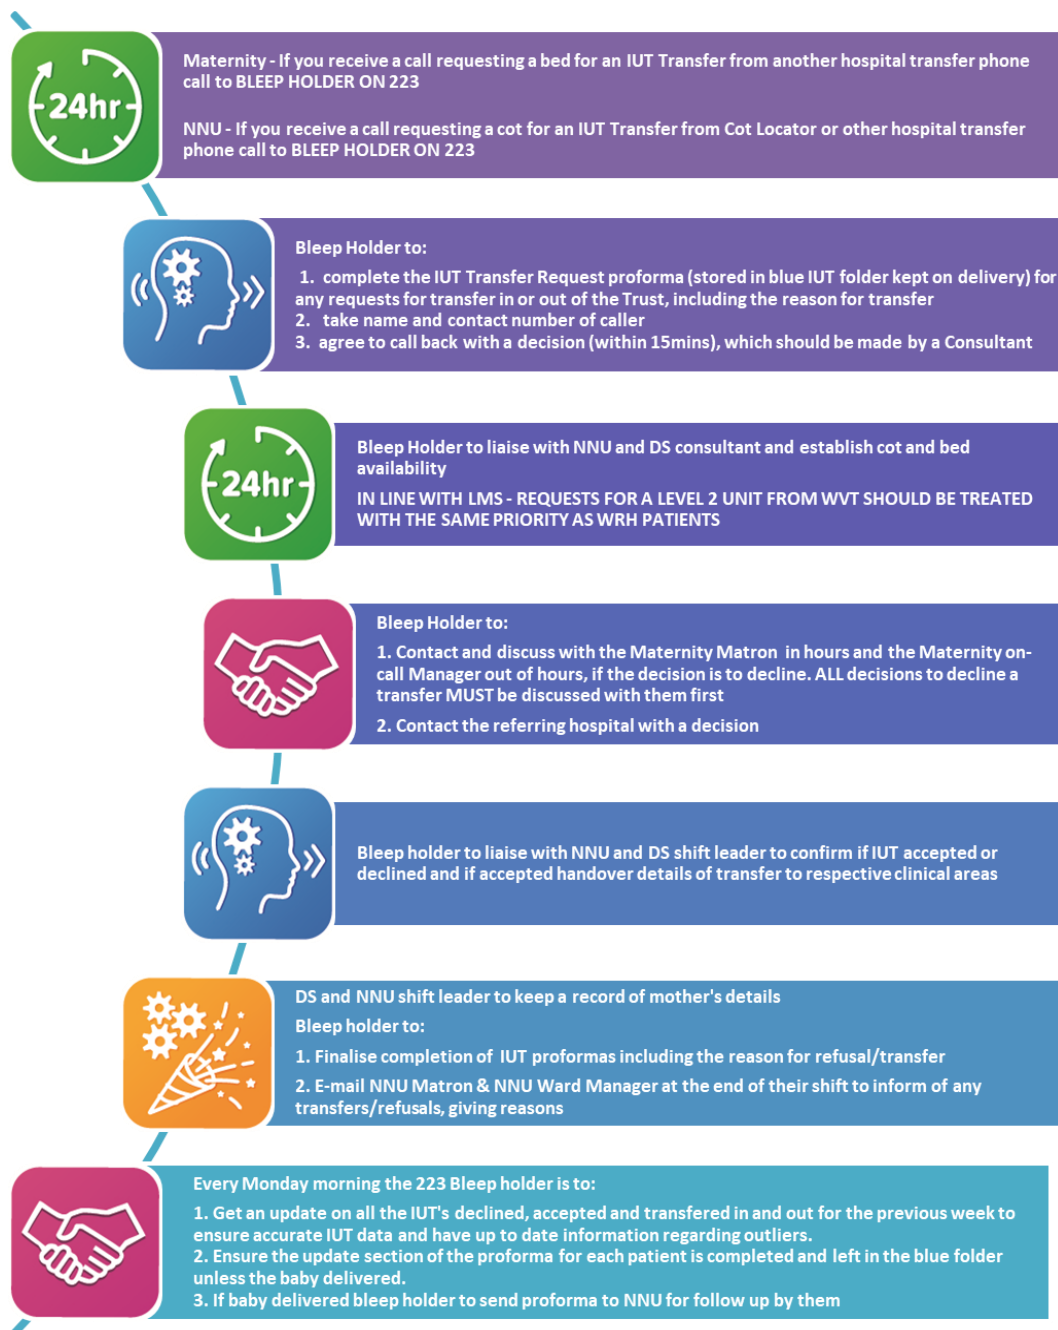 24hr
Maternity - If you receive a call requesting a bed for an IUT Transfer from another hospital transfer phone
call to BLEEP HOLDER ON 223
NNU - If you receive a call requesting a cot for an IUT Transfer from Cot Locator or other hospital transfer
phone call to BLEEP HOLDER ON 223
Bleep Holder to:
1. complete the IUT Transfer Request proforma (stored in blue IUT folder kept on delivery) for
any requests for transfer in or out of the Trust, including the reason for transfer
2. take name and contact number of caller
3. agree to call back with a decision (within 15mins), which should be made by a Consultant
24hr
Bleep Holder to liaise with NNU and DS consultant and establish cot and bed
availability
IN LINE WITH LMS - REQUESTS FOR A LEVEL 2 UNIT FROM WVT SHOULD BE TREATED
WITH THE SAME PRIORITY AS WRH PATIENTS
Bleep Holder to:
1. Contact and discuss with the Maternity Matron in hours and the Maternity on-
call Manager out of hours, if the decision is to decline. ALL decisions to decline a
transfer MUST be discussed with them first
2. Contact the referring hospital with a decision
Bleep holder to liaise with NNU and DS shift leader to confirm if IUT accepted or
declined and if accepted handover details of transfer to respective clinical areas
DS and NNU shift leader to keep a record of mother's details
Bleep holder to:
1. Finalise completion of IUT proformas including the reason for refusal/transfer
2. E-mail NNU Matron & NNU Ward Manager at the end of their shift to inform of any
transfers/refusals, giving reasons
Every Monday morning the 223 Bleep holder is to:
1. Get an update on all the IUT's declined, accepted and transfered in and out for the previous week to
ensure accurate IUT data and have up to date information regarding outliers.
2. Ensure the update section of the proforma for each patient is completed and left in the blue folder
unless the baby delivered.
3. If baby delivered bleep holder to send proforma to NNU for follow up by them